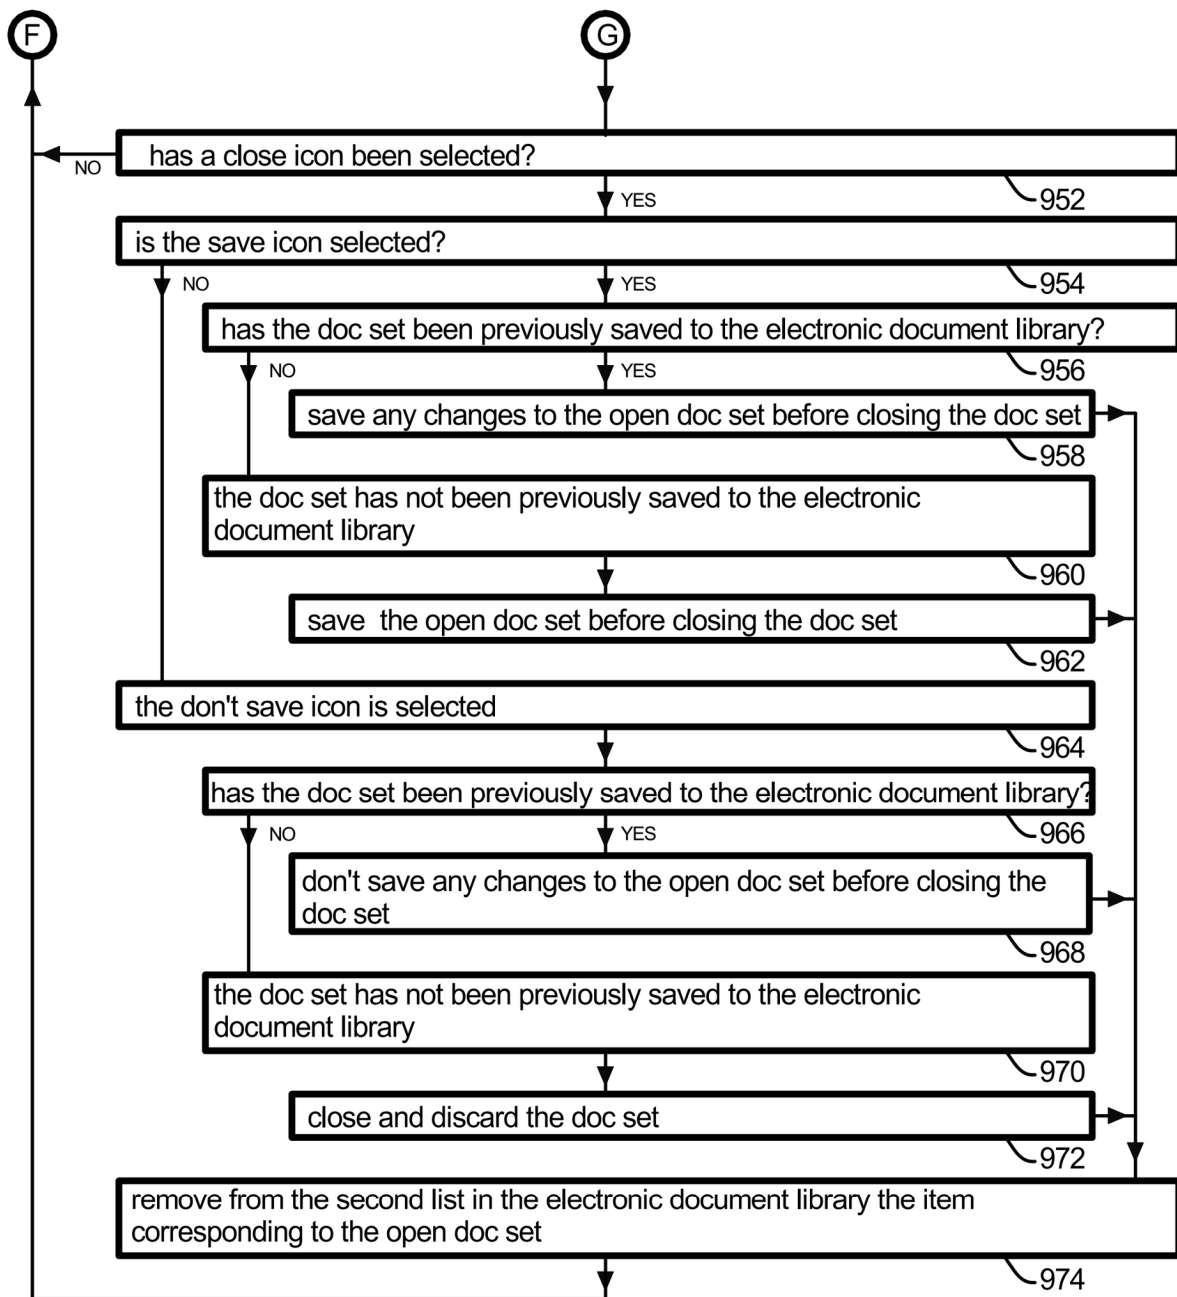 F
G
has a close icon been selected?
NO
952
YES
is the save icon selected?
954
NO
YES
has the doc set been previously saved to the electronic document library?
956
NO
YES
save any changes to the open doc set before closing the doc set
958
the doc set has not been previously saved to the electronic
document library
960
save the open doc set before closing the doc set
962
the don't save icon is selected
964
has the doc set been previously saved to the electronic document library?
966
NO
YES
don't save any changes to the open doc set before closing the
doc set
968
the doc set has not been previously saved to the electronic
document library
970
close and discard the doc set
972
remove from the second list in the electronic document library the item
corresponding to the open doc set
974